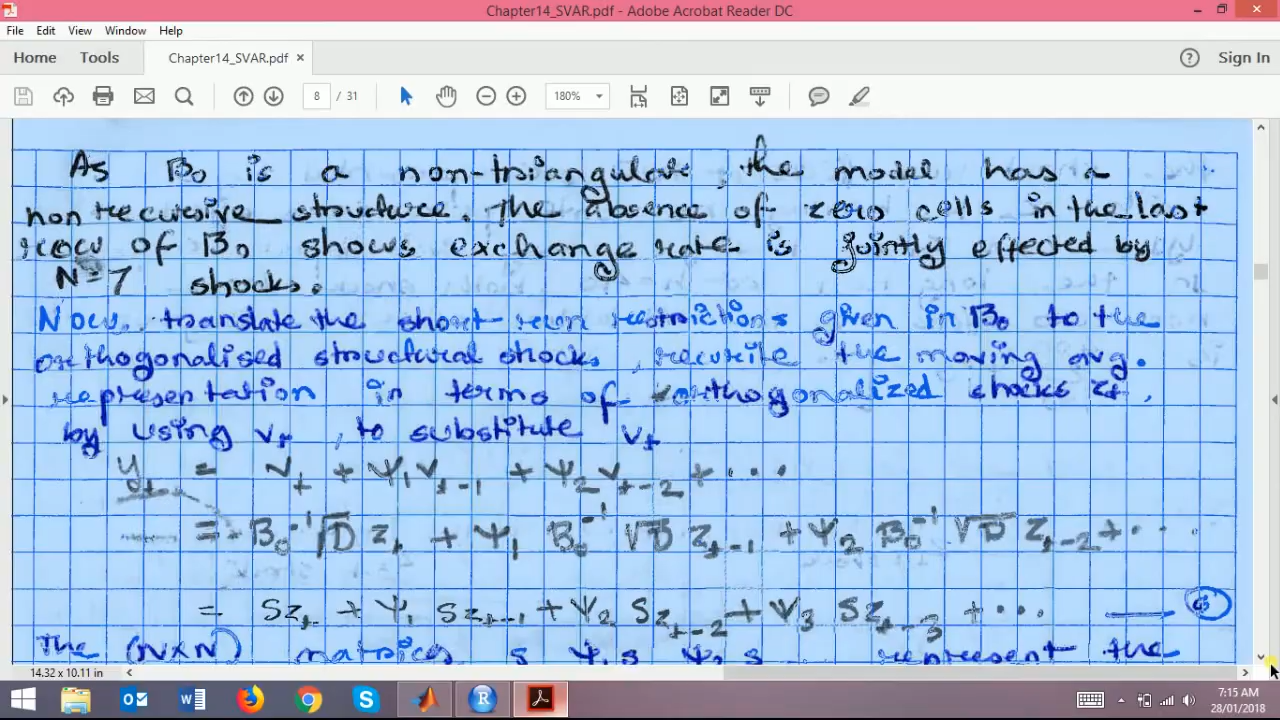 Chapter14_SVAR.pdf - Adobe Acrobat Reader DC
File Edit View Window Help
Home Tools Chapter14_SVAR.pdf × Sign In
8 / 31 180%
As B₀ is a non-triangular, the model has a
non recursive structure. The absence of zero cells in the last
row of B₀ shows exchange rate is jointly effected by
N=7 shocks.
Now, translate the short-run restrictions given in B₀ to the
orthogonalised structural shocks, rewrite the moving avg.
representation in terms of orthogonalized shocks zₜ,
by using vₜ, to substitute vₜ
yₜ = vₜ + Ψ₁vₜ₋₁ + Ψ₂vₜ₋₂ + ···
= B₀⁻¹√D zₜ + Ψ₁ B₀⁻¹ √D zₜ₋₁ + Ψ₂ B₀⁻¹ √D zₜ₋₂ + ···
= Szₜ + Ψ₁ Szₜ₋₁ + Ψ₂ Szₜ₋₂ + Ψ₃ Szₜ₋₃ + ···
The (N×N) matrices S, Ψ₁S, Ψ₂S represent the
14.32 x 10.11 in
7:15 AM
28/01/2018